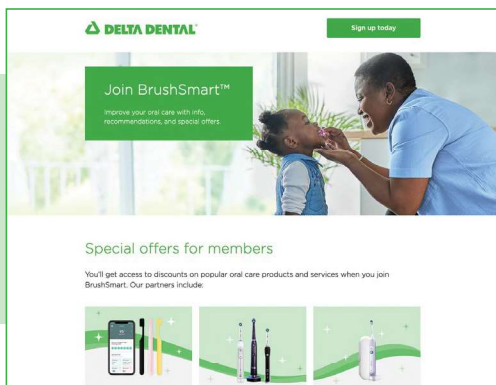 DELTA DENTAL®
Sign up today
Join BrushSmart™
Improve your oral care with info,
recommendations, and special offers.
Special offers for members
You'll get access to discounts on popular oral care products and services when you join
BrushSmart. Our partners include: